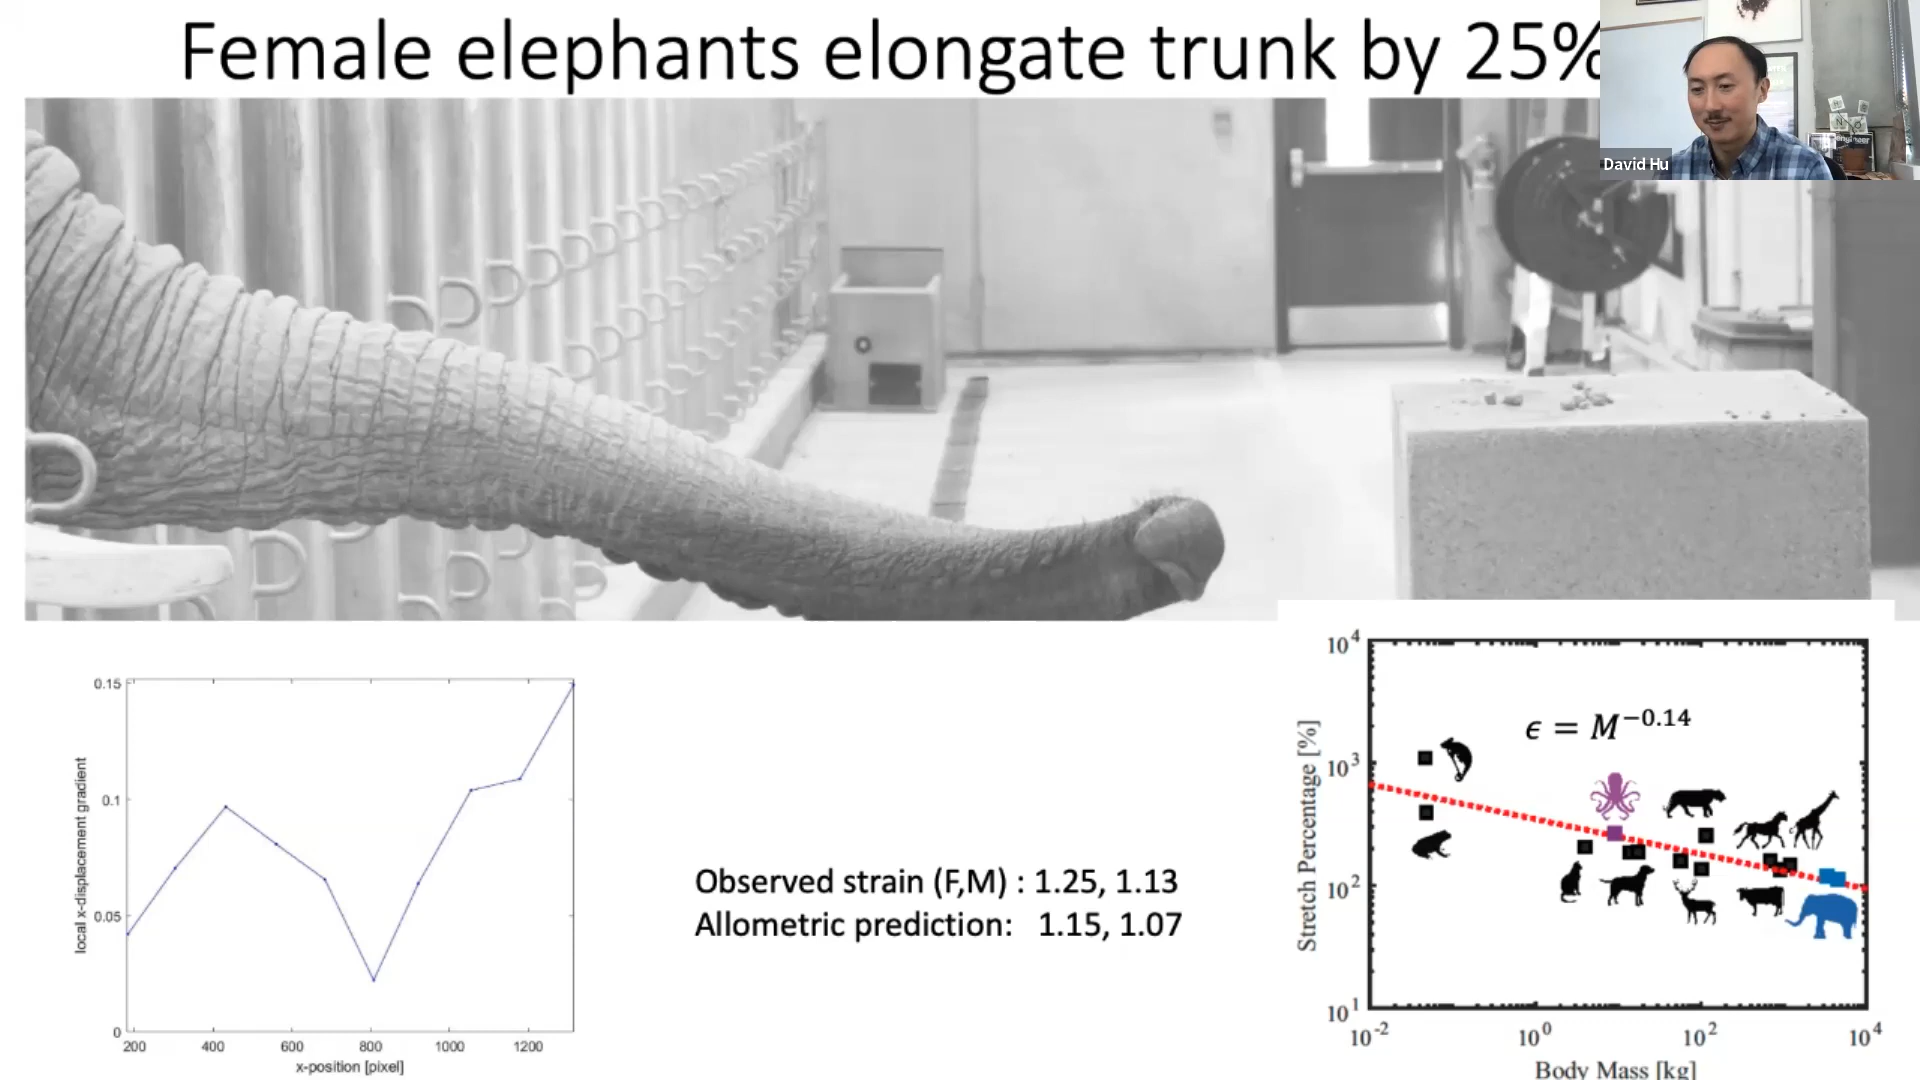 Female elephants elongate trunk by 25%
David Hu
0.15
0.1
0.05
0
local x-displacement gradient
200 400 600 800 1000 1200
x-position [pixel]
Observed strain (F,M) : 1.25, 1.13
Allometric prediction: 1.15, 1.07
10^4
10^3
10^2
10^1
Stretch Percentage [%]
ϵ = M^−0.14
10^-2 10^0 10^2 10^4
Body Mass [kg]